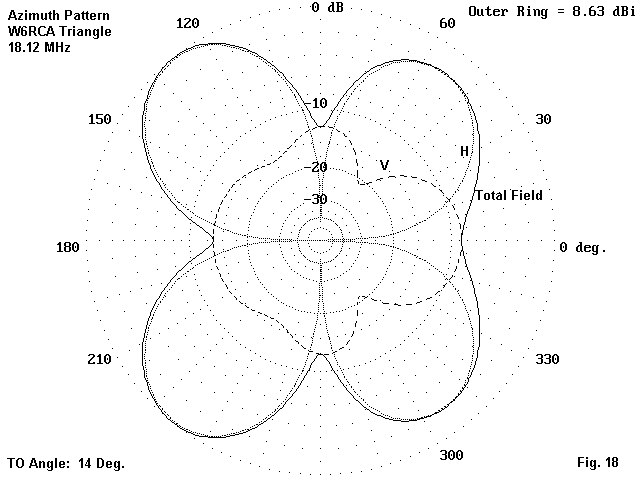 Azimuth Pattern
W6RCA Triangle
18.12 MHz
0 dB
Outer Ring = 8.63 dBi
120
60
-10
150
30
H
V
-20
Total Field
-30
180
0 deg.
210
330
300
TO Angle: 14 Deg.
Fig. 18